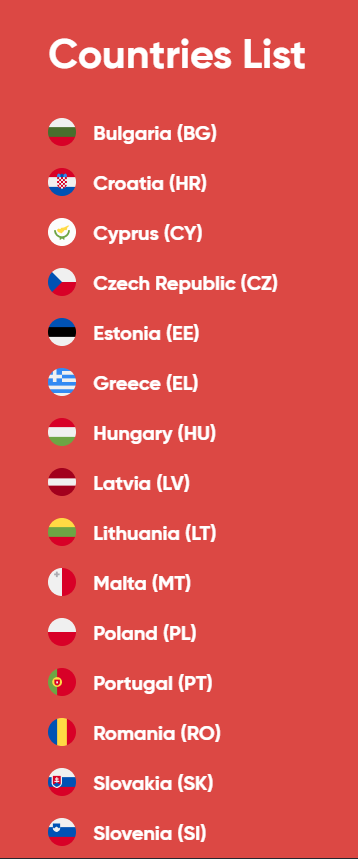 Countries List
Bulgaria (BG)
Croatia (HR)
Cyprus (CY)
Czech Republic (CZ)
Estonia (EE)
Greece (EL)
Hungary (HU)
Latvia (LV)
Lithuania (LT)
Malta (MT)
Poland (PL)
Portugal (PT)
Romania (RO)
Slovakia (SK)
Slovenia (SI)